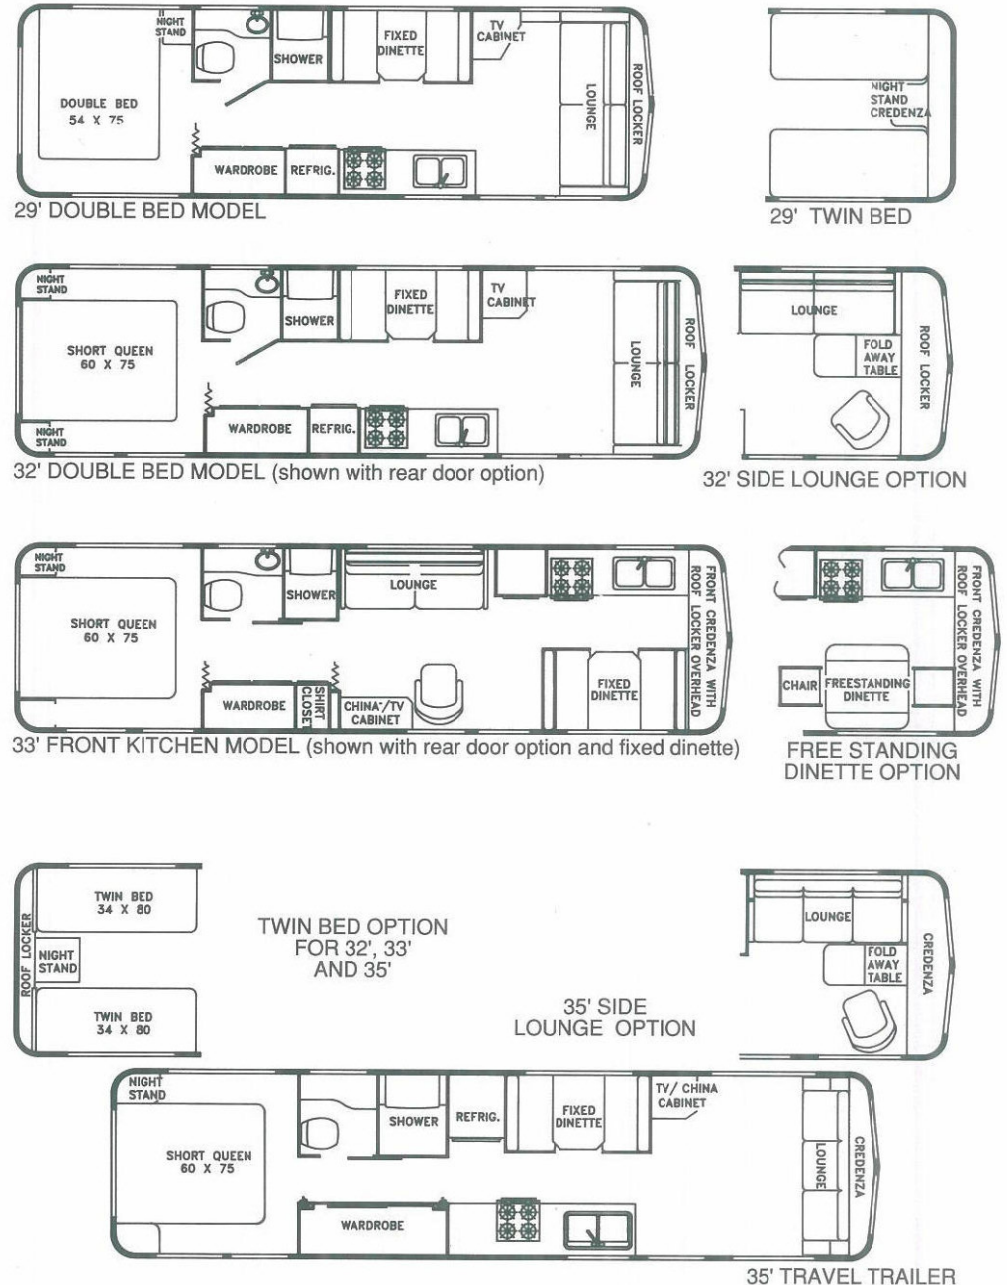 NIGHT
STAND
SHOWER
FIXED
DINETTE
TV
CABINET
DOUBLE BED
54 X 75
WARDROBE
REFRIG.
LOUNGE
ROOF LOCKER
29' DOUBLE BED MODEL
NIGHT
STAND
CREDENZA
29' TWIN BED
NIGHT
STAND
SHORT QUEEN
60 X 75
NIGHT
STAND
SHOWER
FIXED
DINETTE
TV
CABINET
WARDROBE
REFRIG.
LOUNGE
ROOF LOCKER
32' DOUBLE BED MODEL (shown with rear door option)
LOUNGE
FOLD
AWAY
TABLE
ROOF LOCKER
32' SIDE LOUNGE OPTION
NIGHT
STAND
SHORT QUEEN
60 X 75
SHOWER
LOUNGE
WARDROBE
SHIRT
CLOSET
CHINA/TV
CABINET
FIXED
DINETTE
FRONT CREDENZA WITH
ROOF LOCKER OVERHEAD
33' FRONT KITCHEN MODEL (shown with rear door option and fixed dinette)
CHAIR
FREESTANDING
DINETTE
FRONT CREDENZA WITH
ROOF LOCKER OVERHEAD
FREE STANDING
DINETTE OPTION
TWIN BED
34 X 80
ROOF LOCKER
NIGHT
STAND
TWIN BED
34 X 80
TWIN BED OPTION
FOR 32', 33'
AND 35'
LOUNGE
FOLD
AWAY
TABLE
CREDENZA
35' SIDE
LOUNGE OPTION
NIGHT
STAND
SHORT QUEEN
60 X 75
SHOWER
REFRIG.
FIXED
DINETTE
TV/ CHINA
CABINET
WARDROBE
LOUNGE
CREDENZA
35' TRAVEL TRAILER